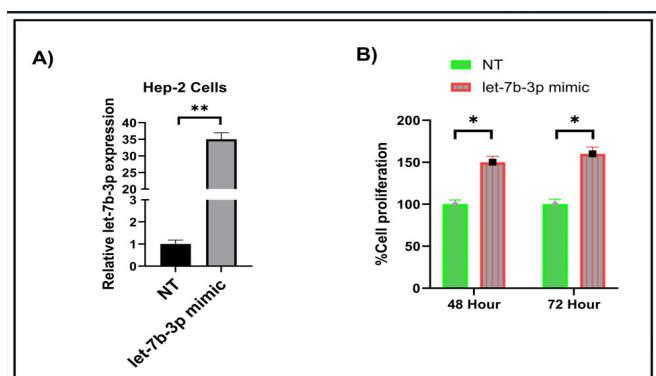 A)
Hep-2 Cells
**
Relative let-7b-3p expression
40
35
30
25
20
3
2
1
0
NT
let-7b-3p mimic
B)
NT
let-7b-3p mimic
*
*
%Cell proliferation
200
150
100
50
0
48 Hour
72 Hour